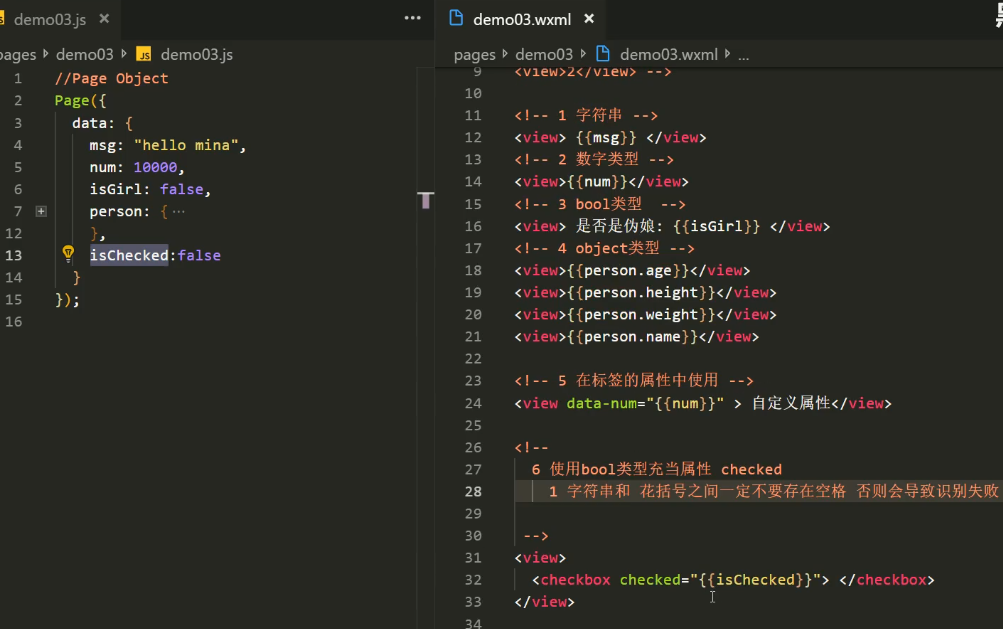 demo03.js ×
pages demo03 JS demo03.js
1 //Page Object
2 Page({
3 data: {
4 msg: "hello mina",
5 num: 10000,
6 isGirl: false,
7 person: { ···
12 },
13 isChecked:false
14 }
15 });
16
demo03.wxml ×
pages demo03 demo03.wxml ...
9 <view>2</view> -->
10
11 <!-- 1 字符串 -->
12 <view> {{msg}} </view>
13 <!-- 2 数字类型 -->
14 <view>{{num}}</view>
15 <!-- 3 bool类型 -->
16 <view> 是否是伪娘: {{isGirl}} </view>
17 <!-- 4 object类型 -->
18 <view>{{person.age}}</view>
19 <view>{{person.height}}</view>
20 <view>{{person.weight}}</view>
21 <view>{{person.name}}</view>
22
23 <!-- 5 在标签的属性中使用 -->
24 <view data-num="{{num}}" > 自定义属性</view>
25
26 <!--
27 6 使用bool类型充当属性 checked
28 1 字符串和 花括号之间一定不要存在空格 否则会导致识别失败
29
30 -->
31 <view>
32 <checkbox checked="{{isChecked}}"> </checkbox>
33 </view>
34